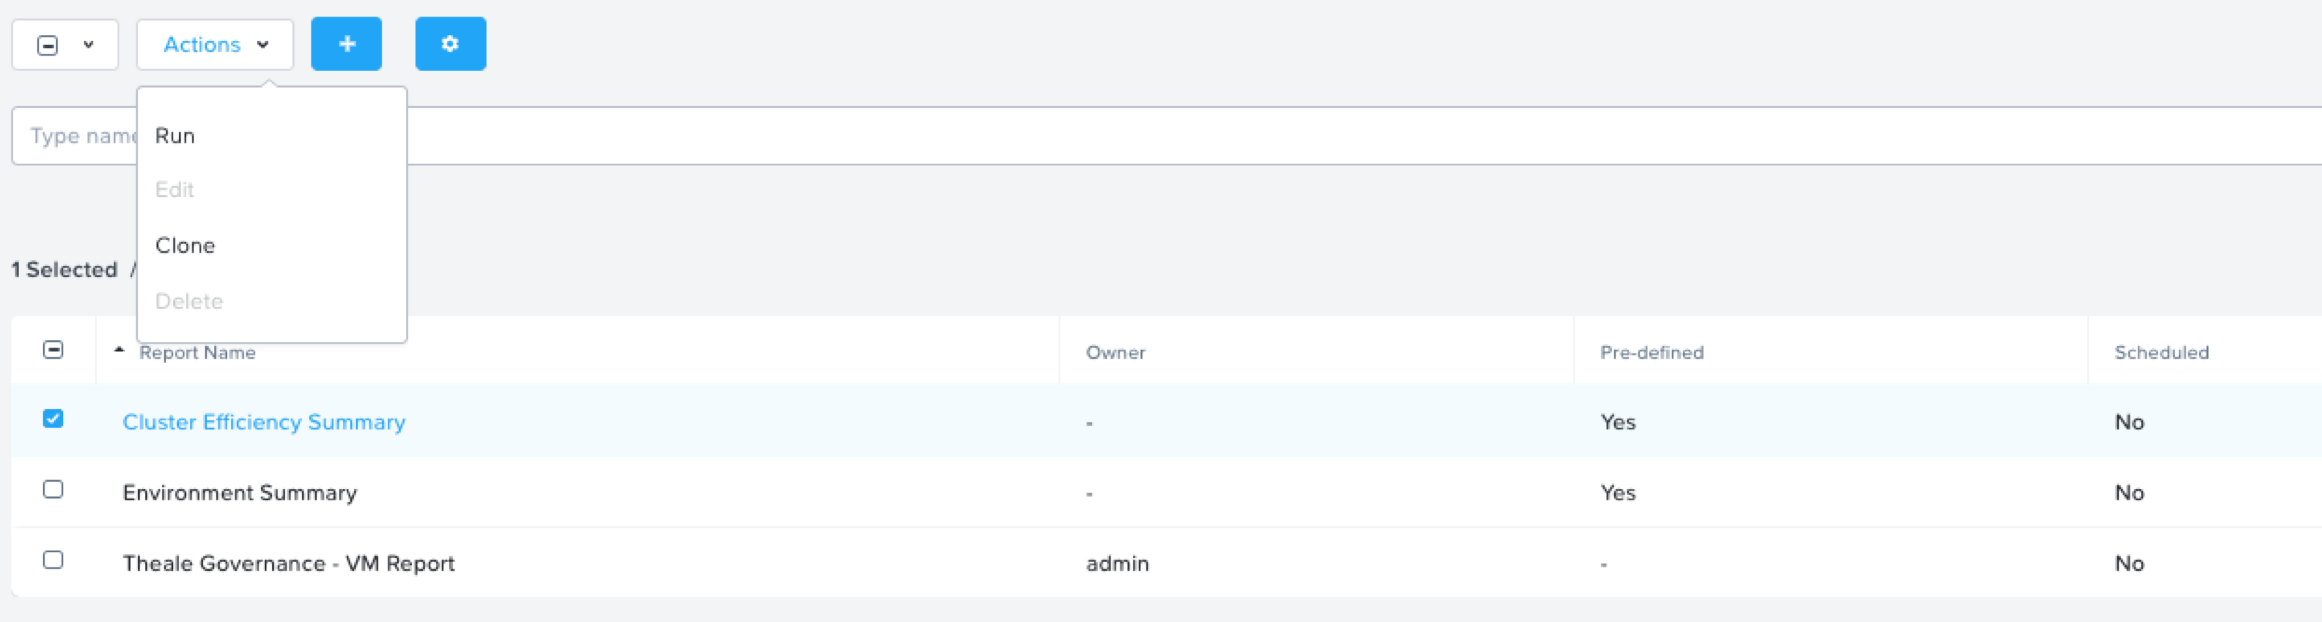 Actions
Type name
Run
Edit
Clone
1 Selected /
Delete
Report Name Owner Pre-defined Scheduled
Cluster Efficiency Summary - Yes No
Environment Summary - Yes No
Theale Governance - VM Report admin - No